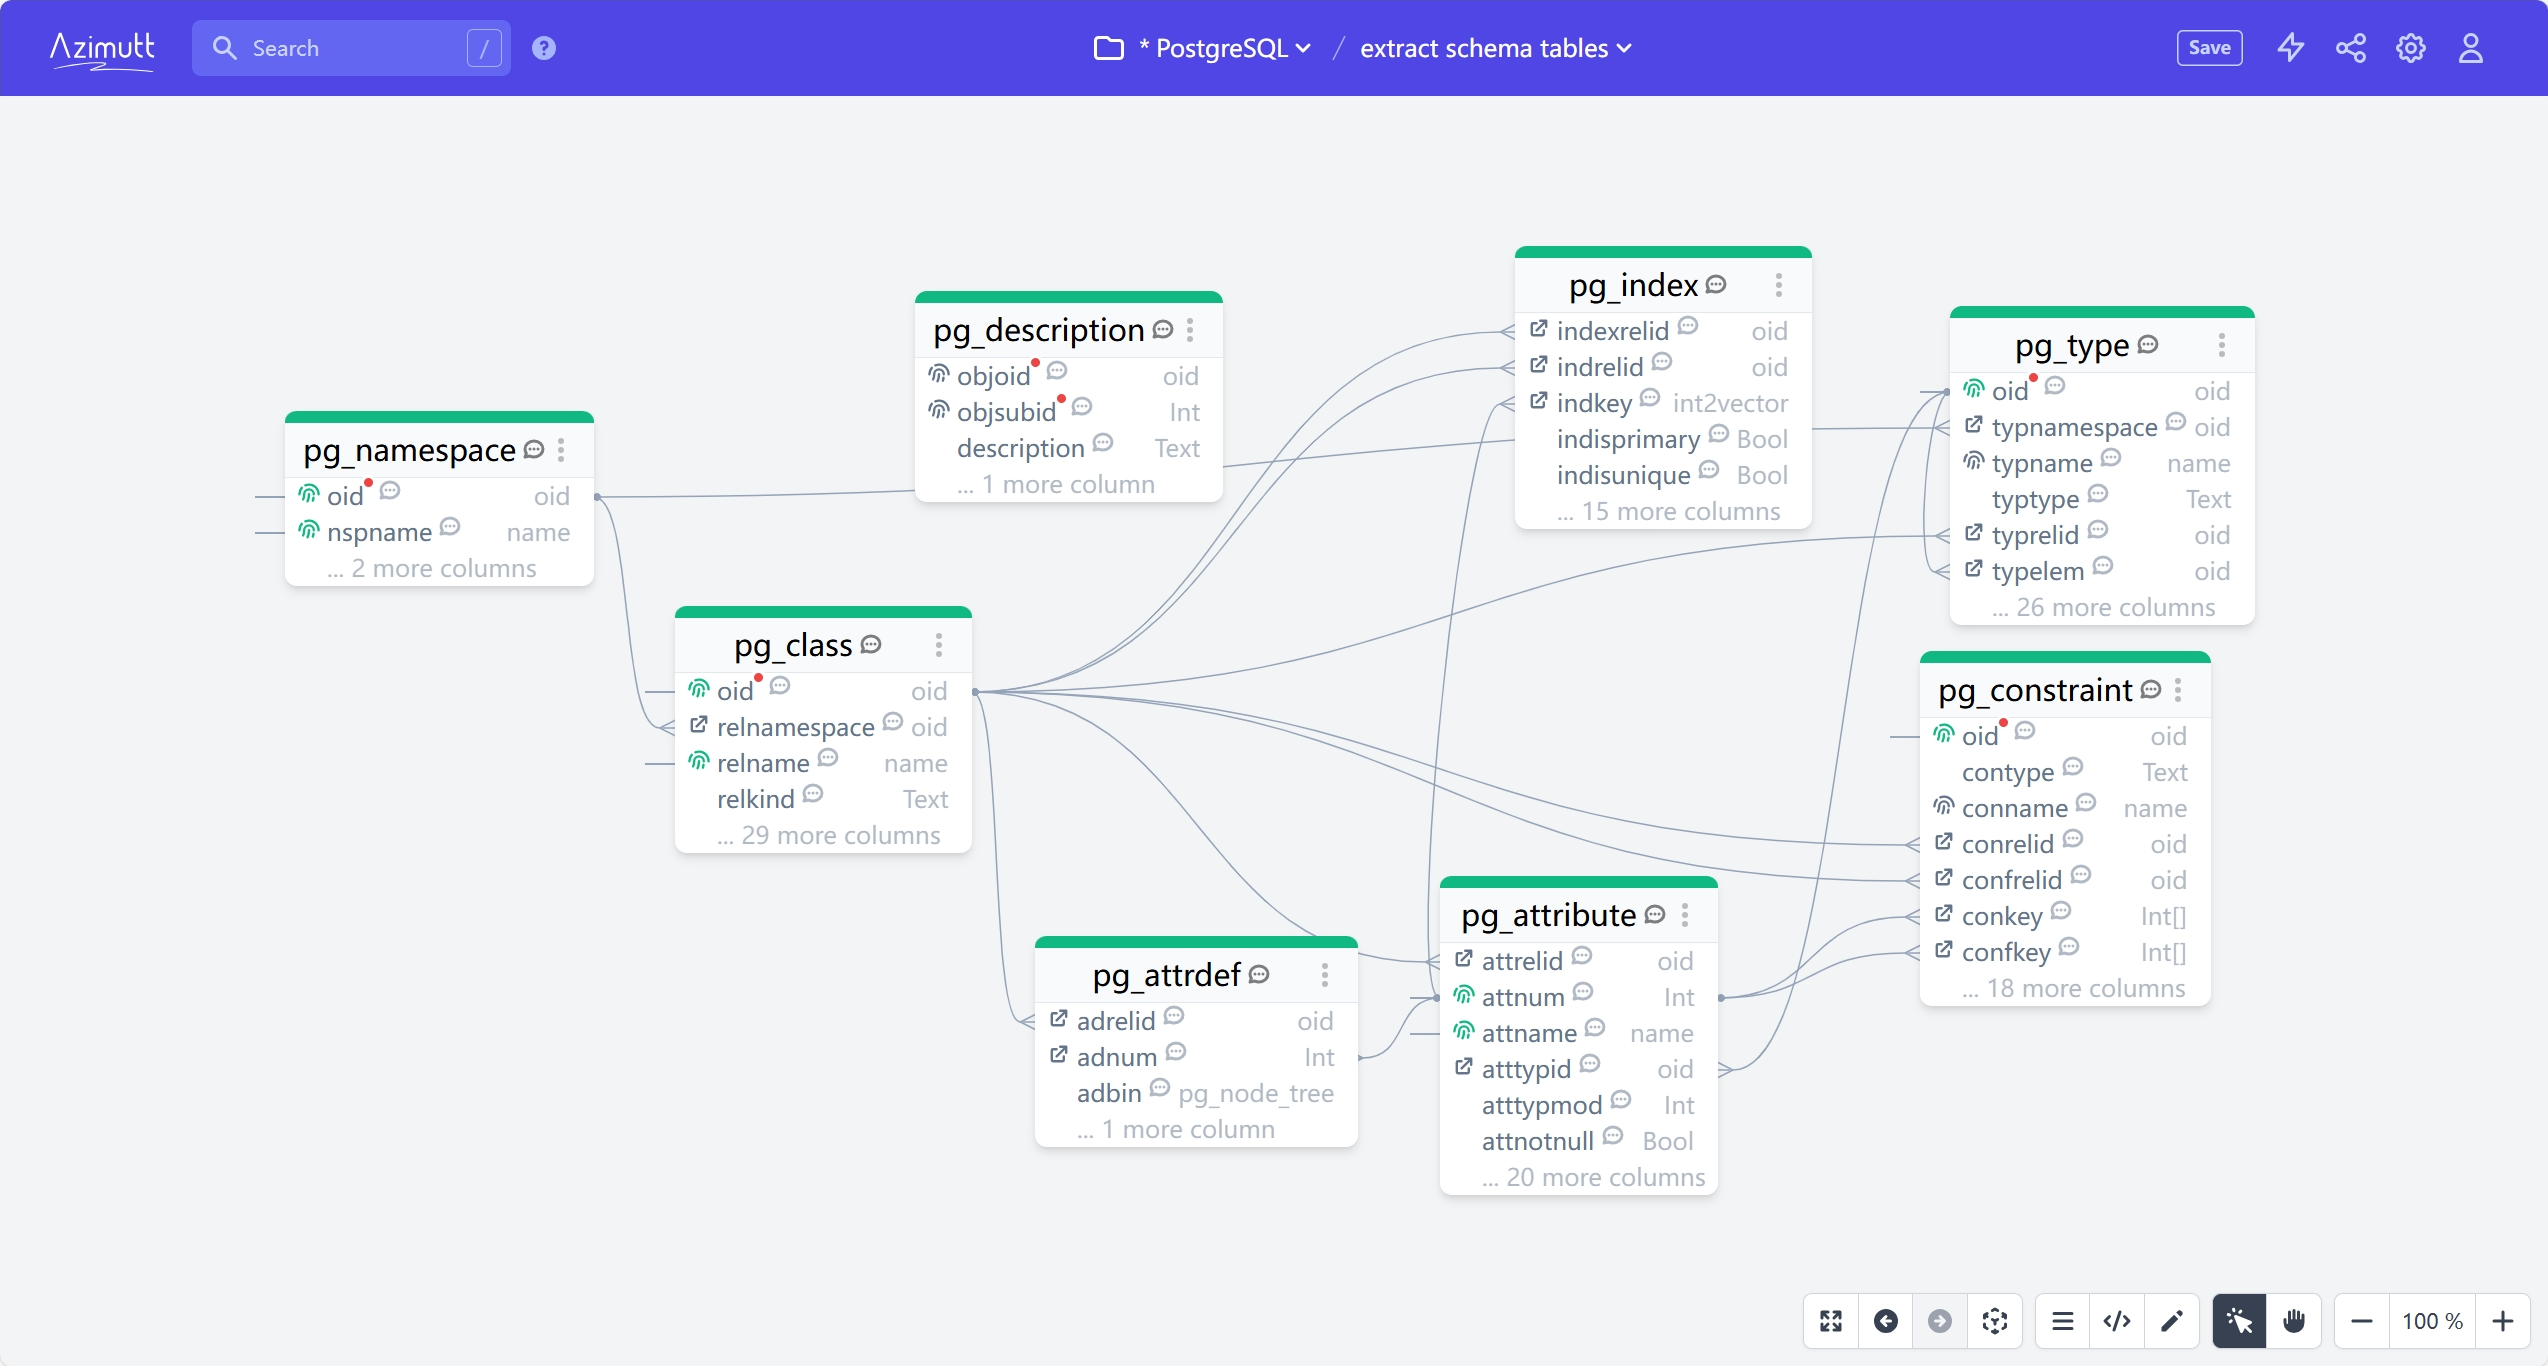 Azimutt
Search
/
?
* PostgreSQL
/
extract schema tables
Save
pg_namespace
oid oid
nspname name
... 2 more columns
pg_description
objoid oid
objsubid Int
description Text
... 1 more column
pg_index
indexrelid oid
indrelid oid
indkey int2vector
indisprimary Bool
indisunique Bool
... 15 more columns
pg_type
oid oid
typnamespace oid
typname name
typtype Text
typrelid oid
typelem oid
... 26 more columns
pg_class
oid oid
relnamespace oid
relname name
relkind Text
... 29 more columns
pg_constraint
oid oid
contype Text
conname name
conrelid oid
confrelid oid
conkey Int[]
confkey Int[]
... 18 more columns
pg_attrdef
adrelid oid
adnum Int
adbin pg_node_tree
... 1 more column
pg_attribute
attrelid oid
attnum Int
attname name
atttypid oid
atttypmod Int
attnotnull Bool
... 20 more columns
100 %